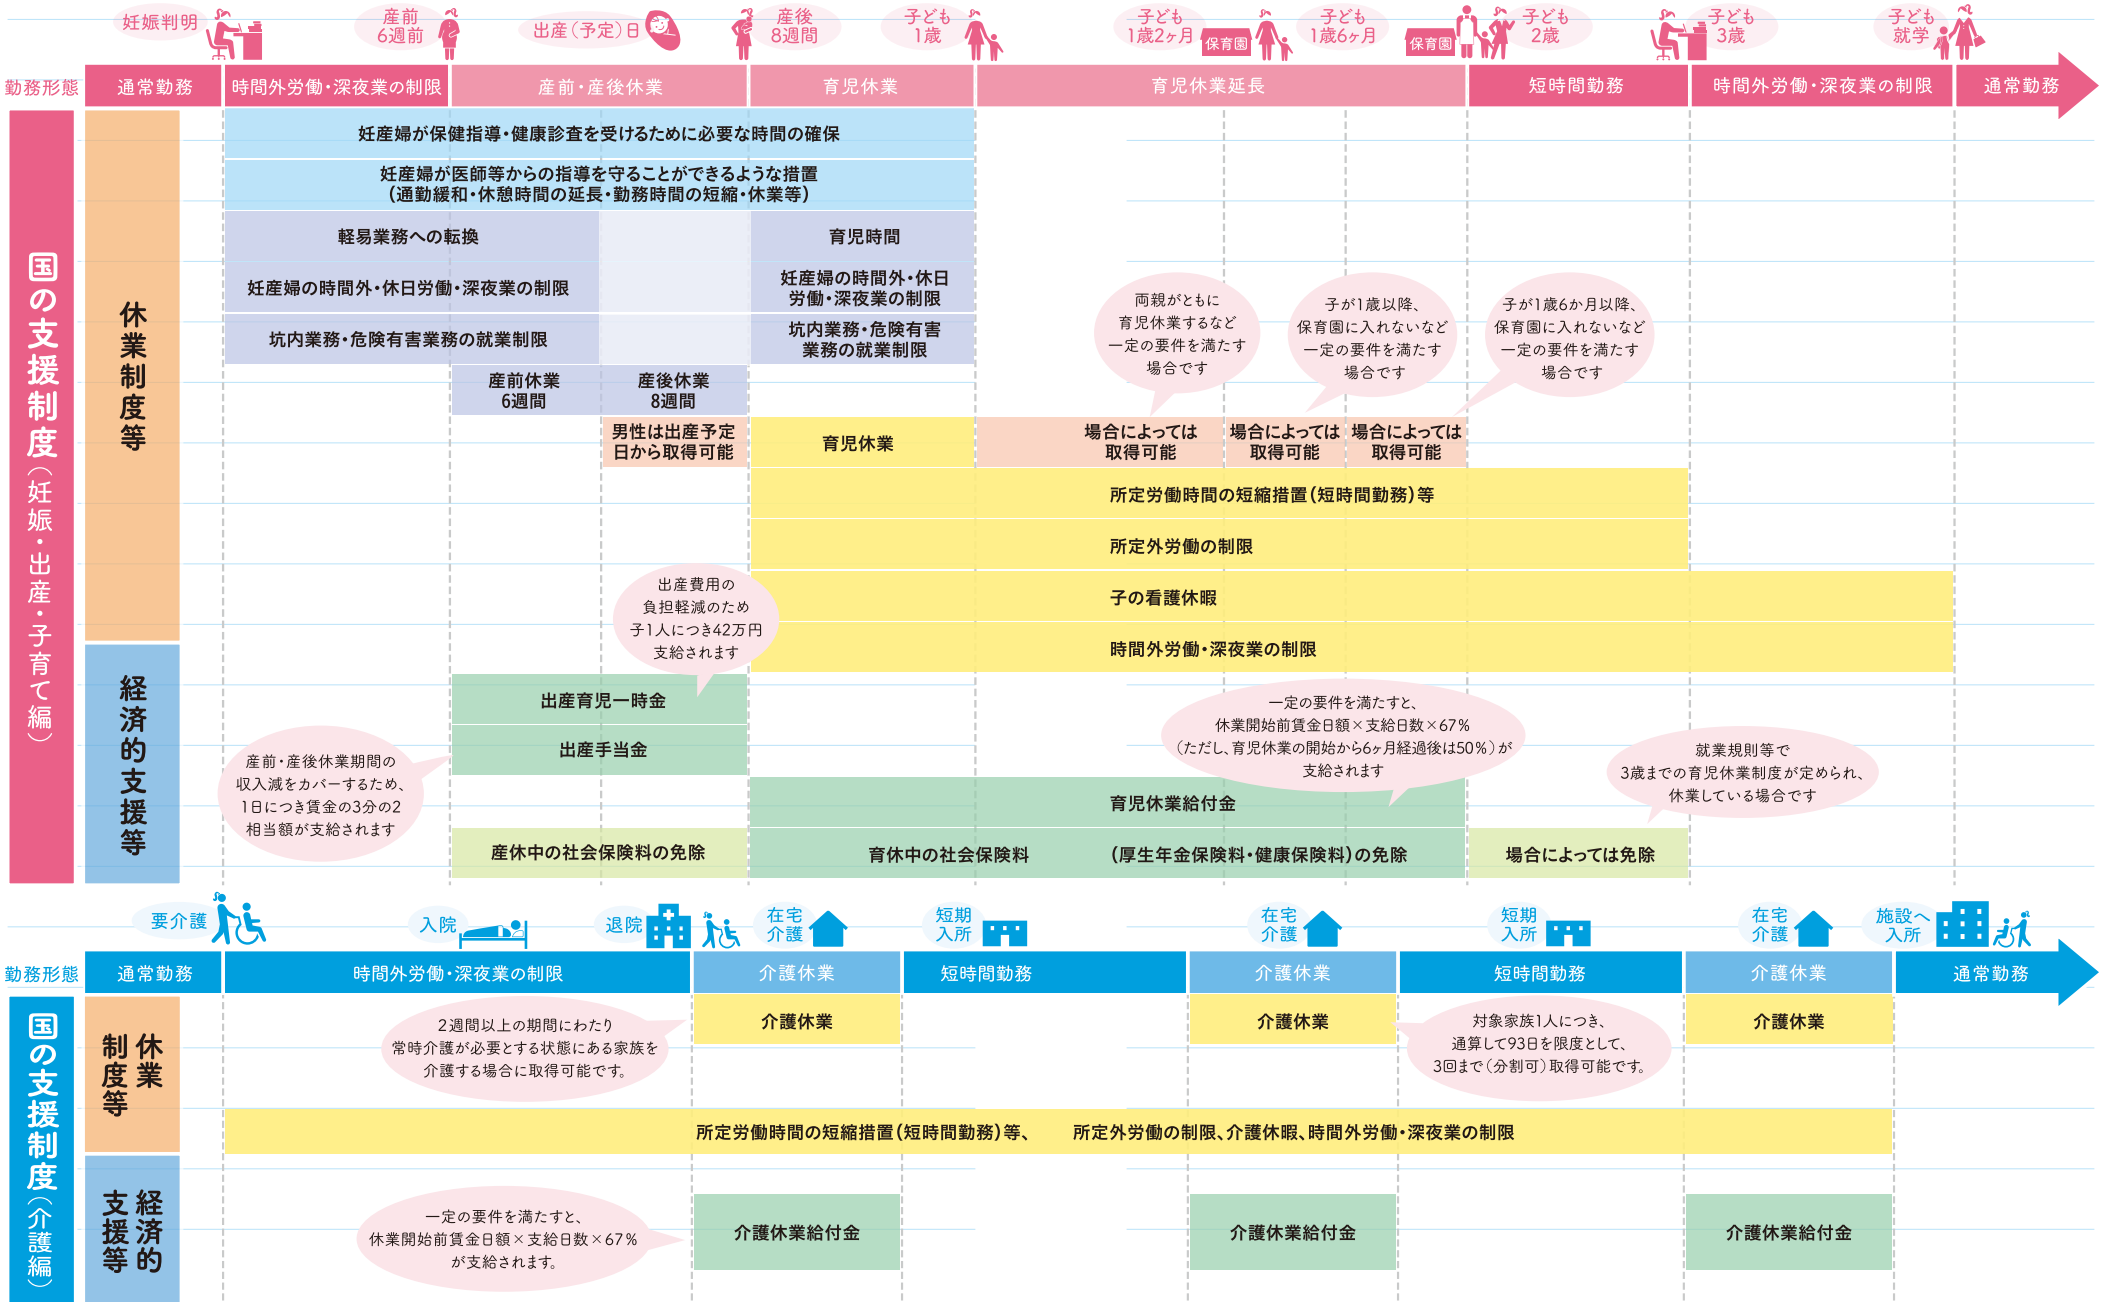 妊娠判明
産前
6週前
出産(予定)日
産後
8週間
子ども
1歳
子ども
1歳2ヶ月
保育園
子ども
1歳6ヶ月
保育園
子ども
2歳
子ども
3歳
子ども
就学
勤務形態
通常勤務
時間外労働・深夜業の制限
産前・産後休業
育児休業
育児休業延長
短時間勤務
時間外労働・深夜業の制限
通常勤務
国の支援制度(妊娠・出産・子育て編)
休業制度等
妊産婦が保健指導・健康診査を受けるために必要な時間の確保
妊産婦が医師等からの指導を守ることができるような措置
(通勤緩和・休憩時間の延長・勤務時間の短縮・休業等)
軽易業務への転換
育児時間
妊産婦の時間外・休日労働・深夜業の制限
妊産婦の時間外・休日
労働・深夜業の制限
坑内業務・危険有害業務の就業制限
坑内業務・危険有害
業務の就業制限
産前休業
6週間
産後休業
8週間
男性は出産予定
日から取得可能
育児休業
両親がともに
育児休業するなど
一定の要件を満たす
場合です
子が1歳以降、
保育園に入れないなど
一定の要件を満たす
場合です
子が1歳6か月以降、
保育園に入れないなど
一定の要件を満たす
場合です
場合によっては
取得可能
場合によっては
取得可能
場合によっては
取得可能
所定労働時間の短縮措置(短時間勤務)等
所定外労働の制限
子の看護休暇
時間外労働・深夜業の制限
経済的支援等
出産費用の
負担軽減のため
子1人につき42万円
支給されます
出産育児一時金
出産手当金
産前・産後休業期間の
収入減をカバーするため、
1日につき賃金の3分の2
相当額が支給されます
一定の要件を満たすと、
休業開始前賃金日額×支給日数×67%
(ただし、育児休業の開始から6ヶ月経過後は50%)が
支給されます
育児休業給付金
就業規則等で
3歳までの育児休業制度が定められ、
休業している場合です
産休中の社会保険料の免除
育休中の社会保険料 (厚生年金保険料・健康保険料)の免除
場合によっては免除
要介護
入院
退院
在宅
介護
短期
入所
在宅
介護
短期
入所
在宅
介護
施設へ
入所
勤務形態
通常勤務
時間外労働・深夜業の制限
介護休業
短時間勤務
介護休業
短時間勤務
介護休業
通常勤務
国の支援制度(介護編)
休業
制度等
2週間以上の期間にわたり
常時介護が必要とする状態にある家族を
介護する場合に取得可能です。
介護休業
介護休業
対象家族1人につき、
通算して93日を限度として、
3回まで(分割可)取得可能です。
介護休業
所定労働時間の短縮措置(短時間勤務)等、 所定外労働の制限、介護休暇、時間外労働・深夜業の制限
経済的
支援等
一定の要件を満たすと、
休業開始前賃金日額×支給日数×67%
が支給されます。
介護休業給付金
介護休業給付金
介護休業給付金